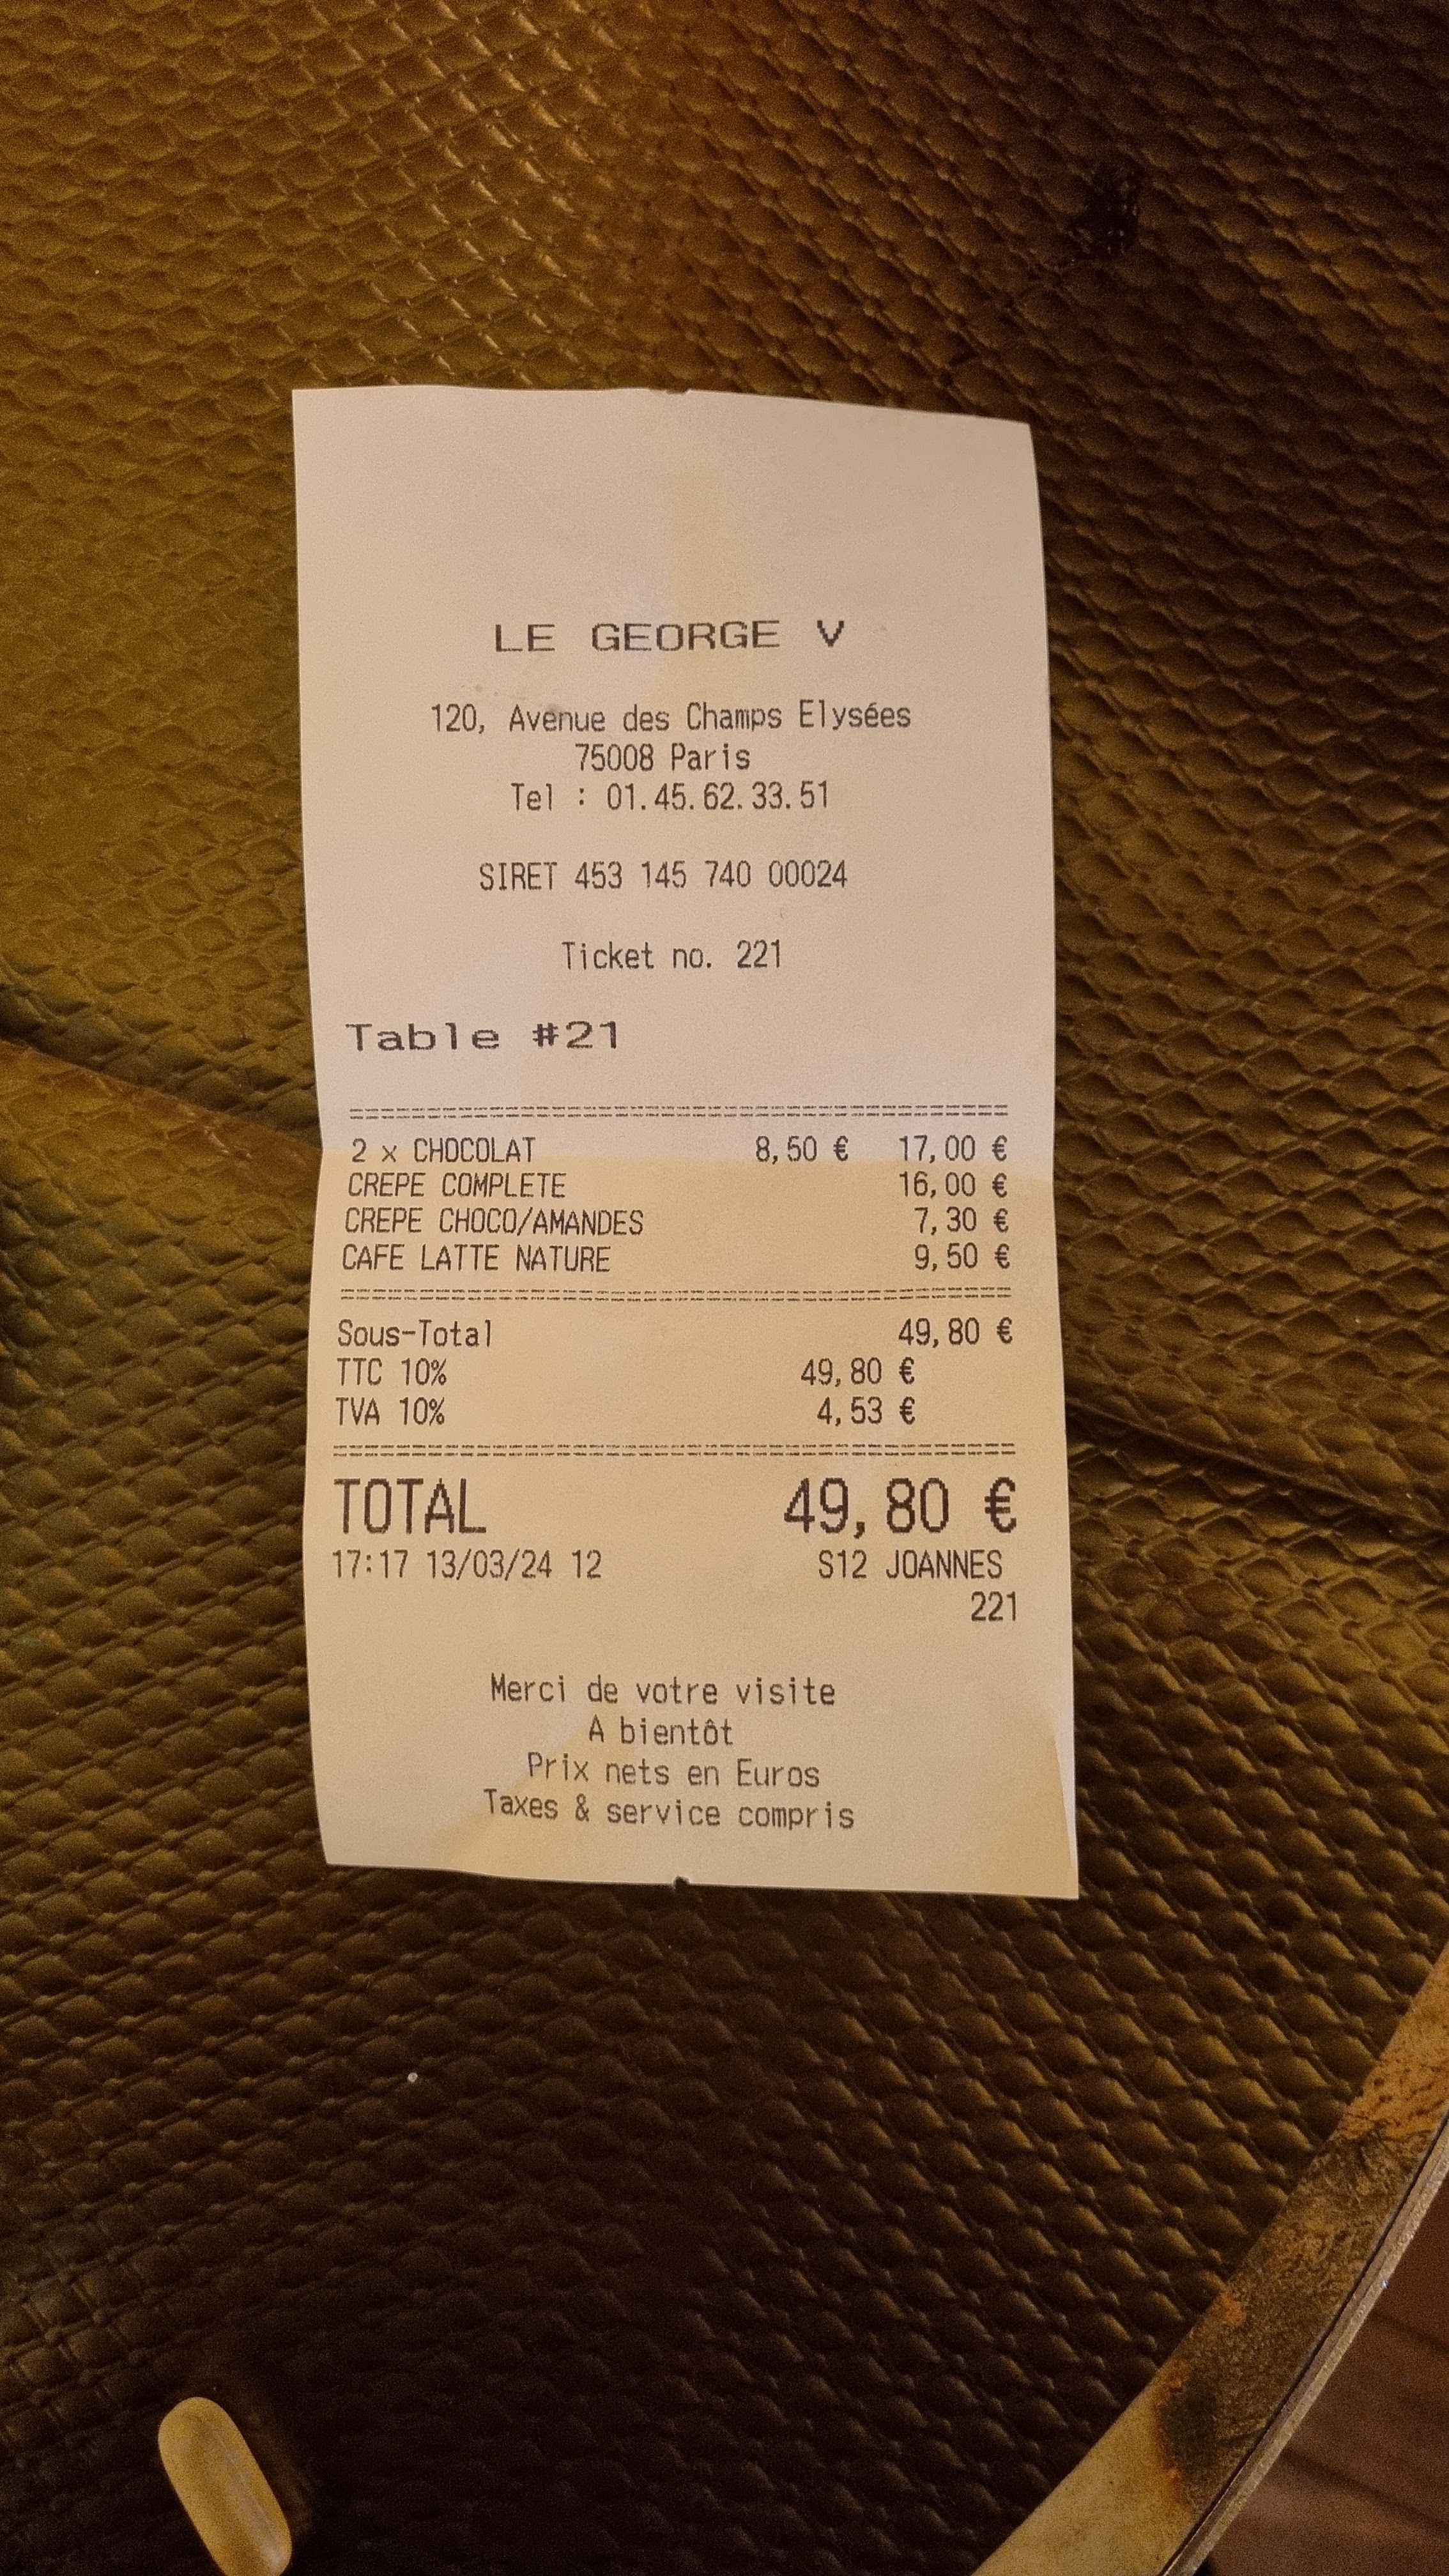 LE GEORGE V
120, Avenue des Champs Elysées
75008 Paris
Tel : 01.45.62.33.51
SIRET 453 145 740 00024
Ticket no. 221
Table #21
2 x CHOCOLAT 8,50 € 17,00 €
CREPE COMPLETE 16,00 €
CREPE CHOCO/AMANDES 7,30 €
CAFE LATTE NATURE 9,50 €
Sous-Total 49,80 €
TTC 10% 49,80 €
TVA 10% 4,53 €
TOTAL 49,80 €
17:17 13/03/24 12 S12 JOANNES
221
Merci de votre visite
A bientôt
Prix nets en Euros
Taxes & service compris